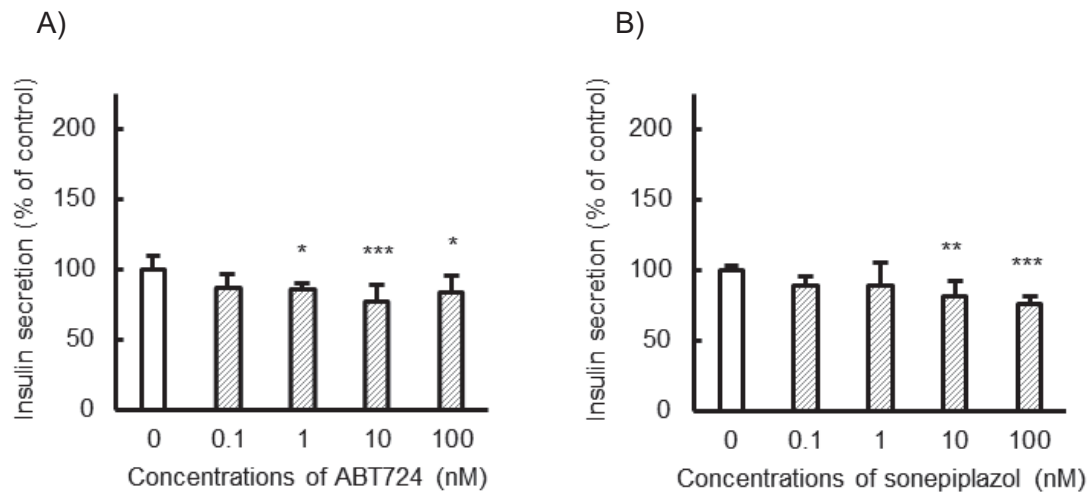 A)
Insulin secretion (% of control)
200
150
100
50
0
* *** *
0 0.1 1 10 100
Concentrations of ABT724 (nM)
B)
Insulin secretion (% of control)
200
150
100
50
0
** ***
0 0.1 1 10 100
Concentrations of sonepiplazol (nM)